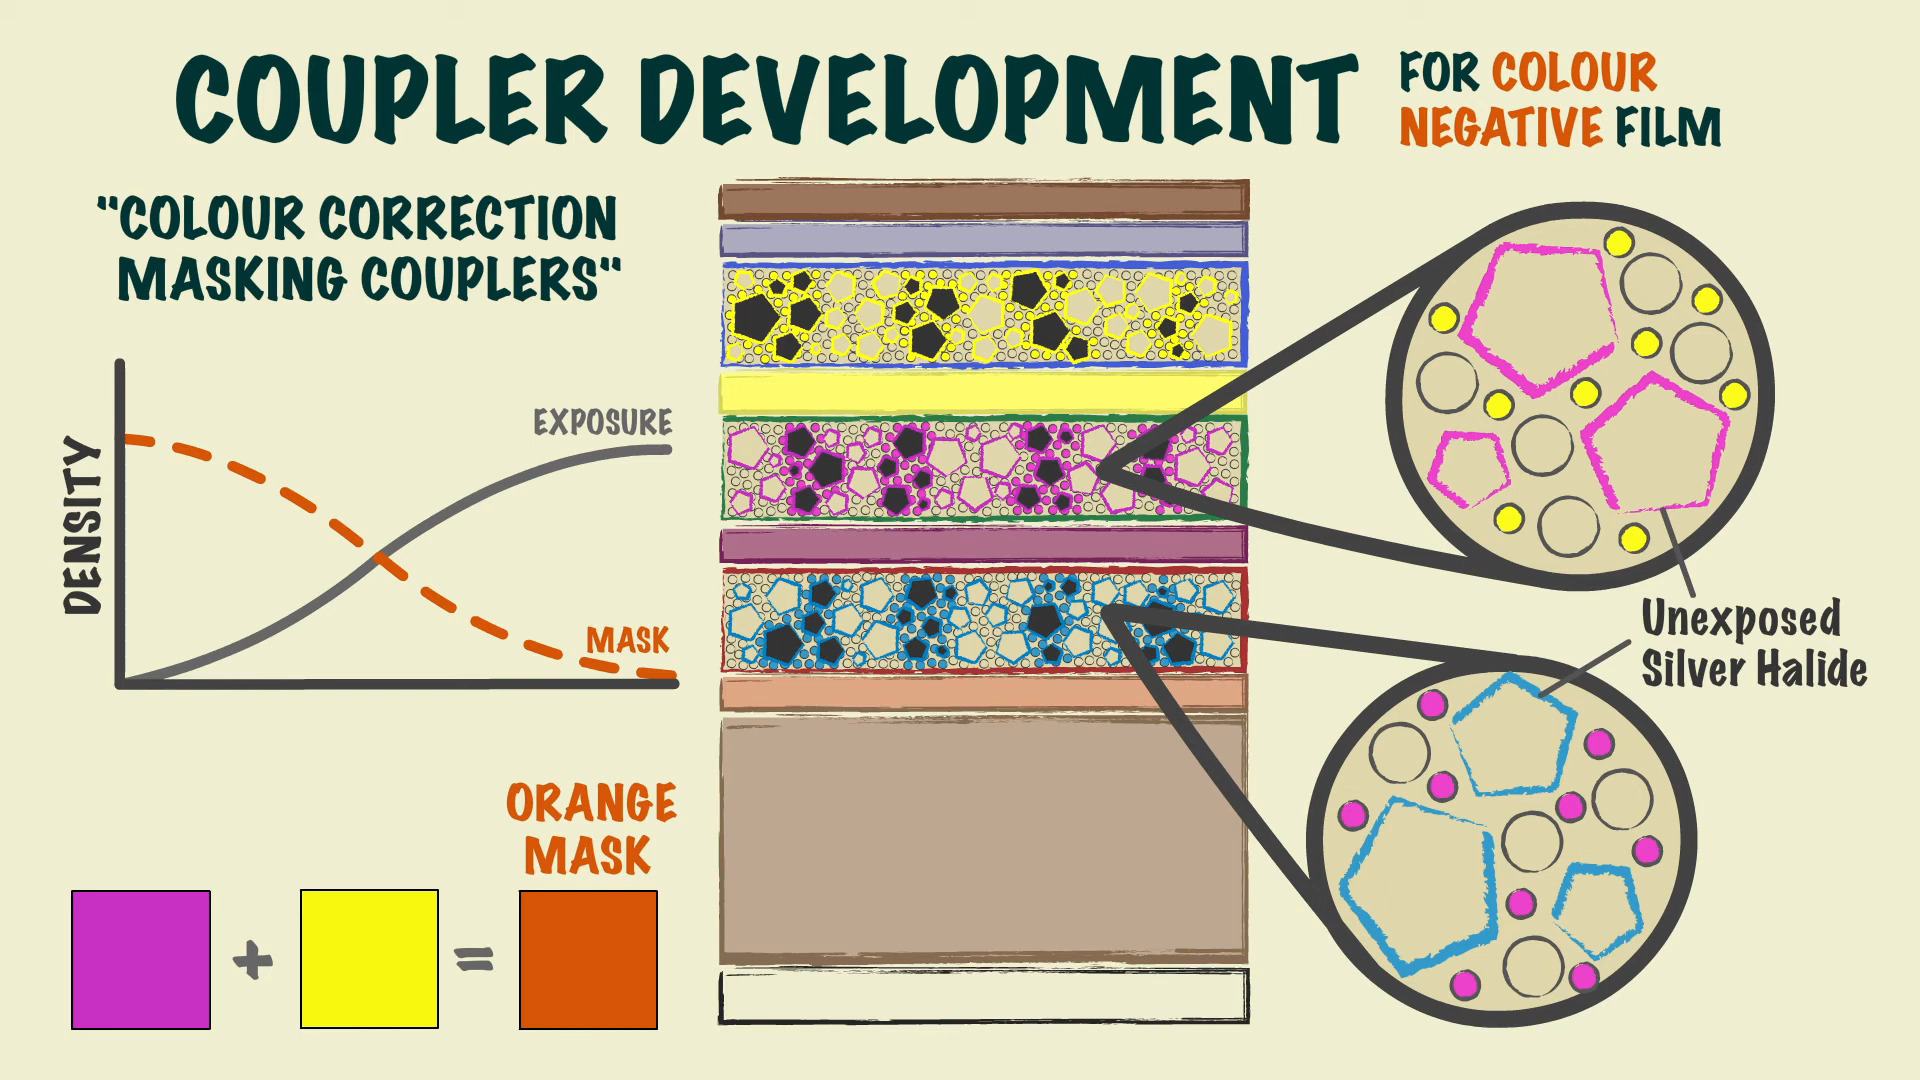 COUPLER DEVELOPMENT
FOR COLOUR
NEGATIVE FILM
"COLOUR CORRECTION
MASKING COUPLERS"
DENSITY
EXPOSURE
MASK
Unexposed
Silver Halide
ORANGE
MASK
+
=